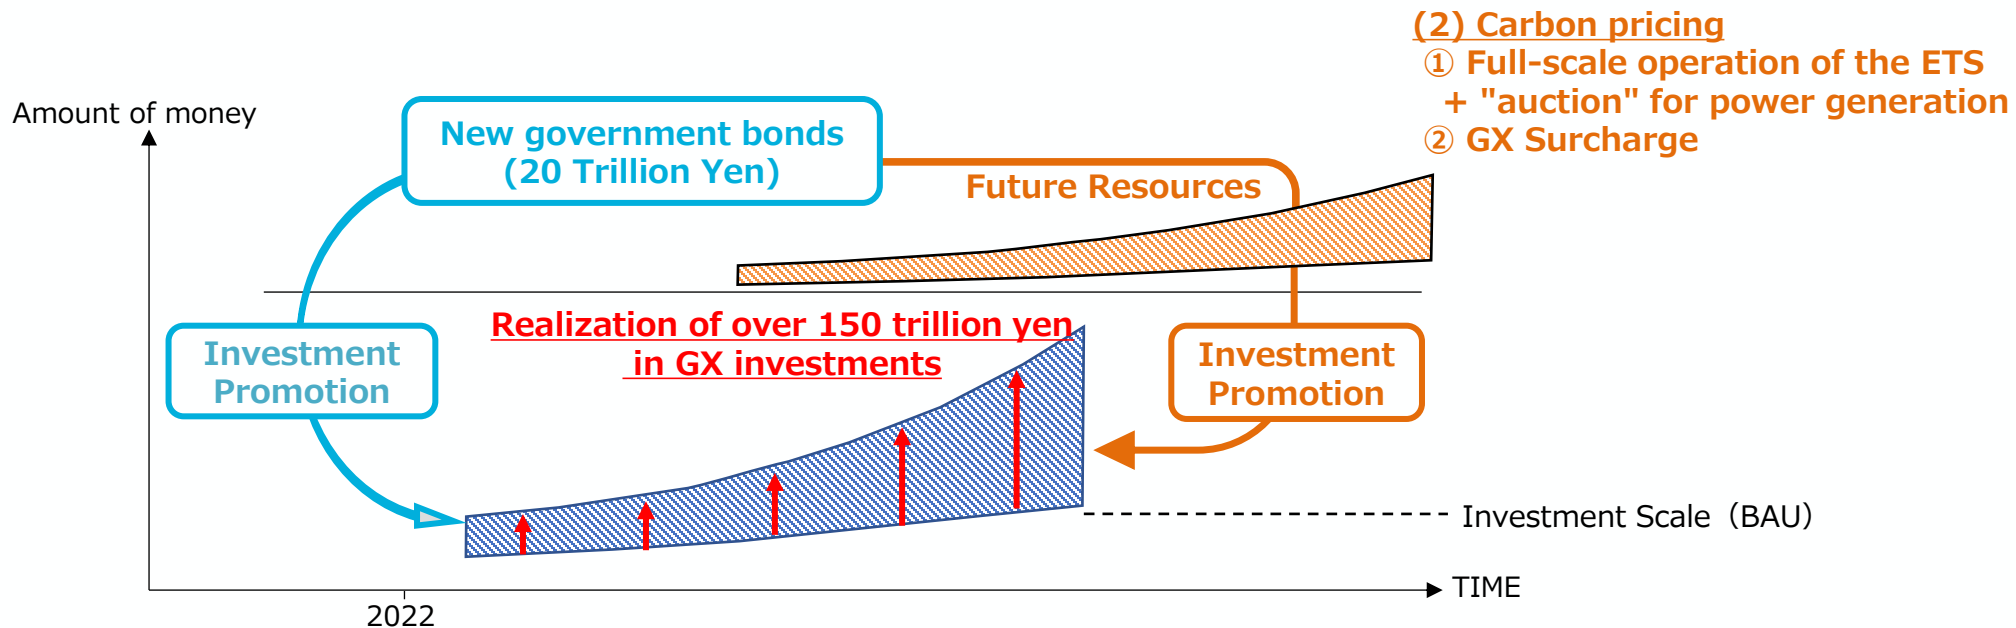 (2) Carbon pricing
① Full-scale operation of the ETS
+ "auction" for power generation
② GX Surcharge
Amount of money
New government bonds
(20 Trillion Yen)
Future Resources
Realization of over 150 trillion yen
in GX investments
Investment
Promotion
Investment
Promotion
Investment Scale（BAU）
TIME
2022